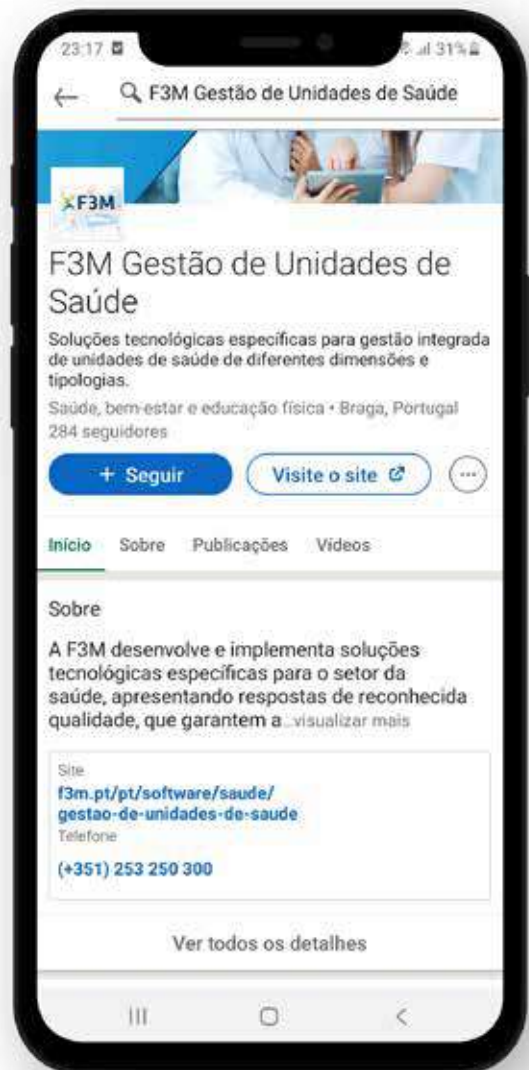 23:17 31%
F3M Gestão de Unidades de Saúde
F3M
F3M Gestão de Unidades de
Saúde
Soluções tecnológicas específicas para gestão integrada
de unidades de saúde de diferentes dimensões e
tipologias.
Saúde, bem-estar e educação física • Braga, Portugal
284 seguidores
+ Seguir Visite o site
Início Sobre Publicações Vídeos
Sobre
A F3M desenvolve e implementa soluções
tecnológicas específicas para o setor da
saúde, apresentando respostas de reconhecida
qualidade, que garantem a...visualizar mais
Site
f3m.pt/pt/software/saude/
gestao-de-unidades-de-saude
Telefone
(+351) 253 250 300
Ver todos os detalhes